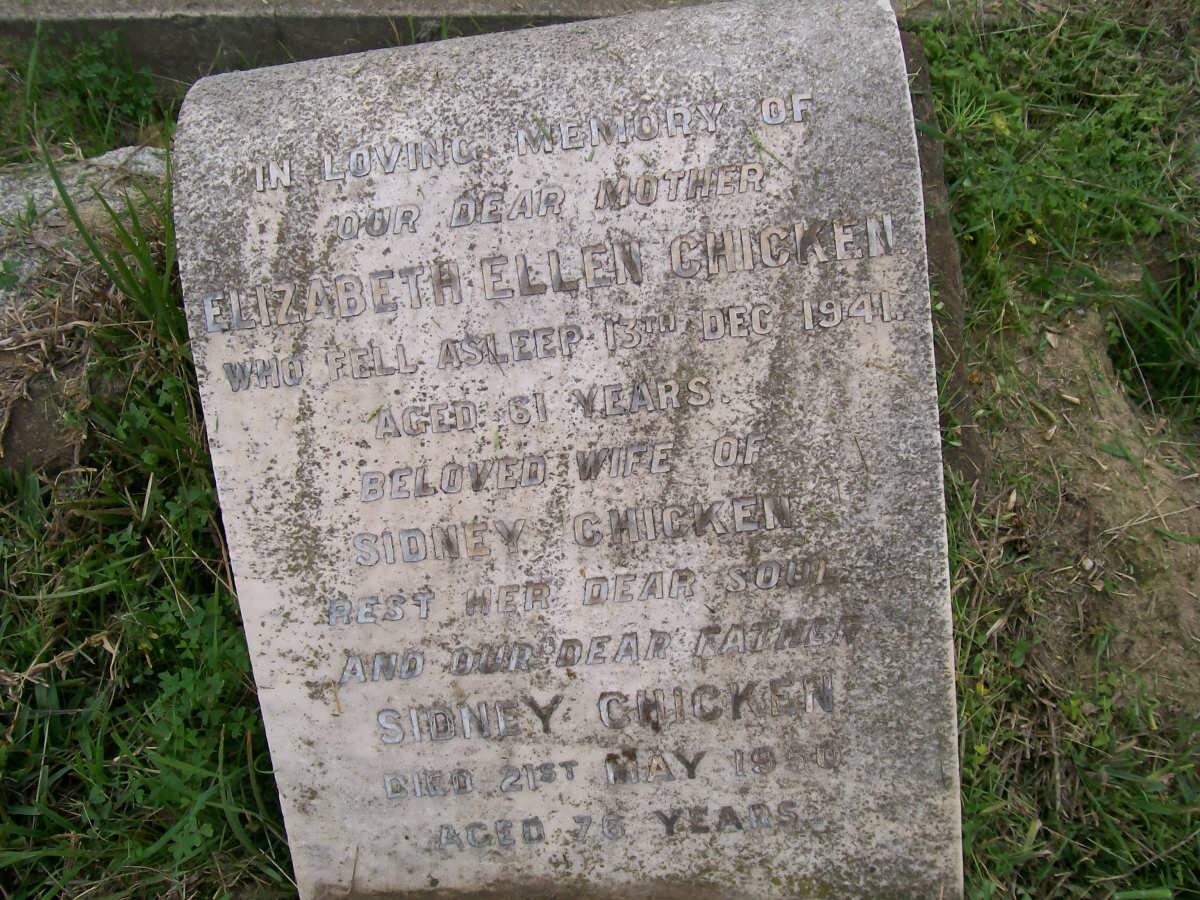 IN LOVING MEMORY OF
OUR DEAR MOTHER
ELIZABETH ELLEN CHICKEN
WHO FELL ASLEEP 13TH DEC 1941.
AGED 61 YEARS.
BELOVED WIFE OF
SIDNEY CHICKEN
REST HER DEAR SOUL
AND OUR DEAR FATHER
SIDNEY CHICKEN
DIED 21ST MAY 1950
AGED 76 YEARS.